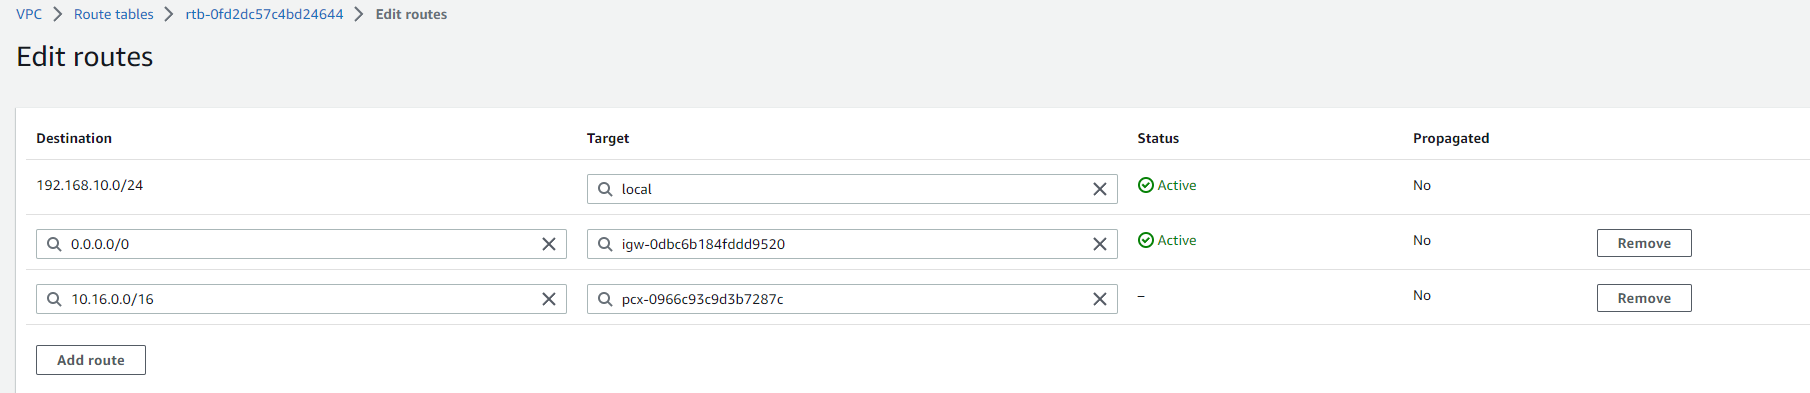 VPC > Route tables > rtb-0fd2dc57c4bd24644 > Edit routes
Edit routes
Destination Target Status Propagated
192.168.10.0/24 local Active No
0.0.0.0/0 igw-0dbc6b184fddd9520 Active No Remove
10.16.0.0/16 pcx-0966c93c9d3b7287c – No Remove
Add route